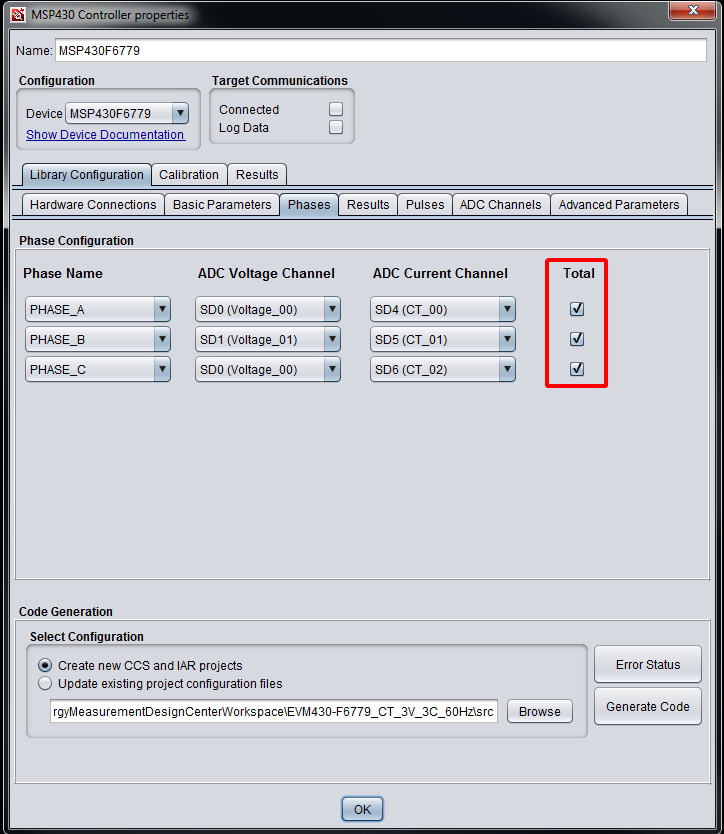 MSP430 Controller properties
Name: MSP430F6779
Configuration
Target Communications
Device MSP430F6779
Show Device Documentation
Connected
Log Data
Library Configuration Calibration Results
Hardware Connections Basic Parameters Phases Results Pulses ADC Channels Advanced Parameters
Phase Configuration
Phase Name ADC Voltage Channel ADC Current Channel Total
PHASE_A SD0 (Voltage_00) SD4 (CT_00)
PHASE_B SD1 (Voltage_01) SD5 (CT_01)
PHASE_C SD0 (Voltage_00) SD6 (CT_02)
Code Generation
Select Configuration
Create new CCS and IAR projects
Update existing project configuration files
rgyMeasurementDesignCenterWorkspace\EVM430-F6779_CT_3V_3C_60Hz\src Browse
Error Status
Generate Code
OK